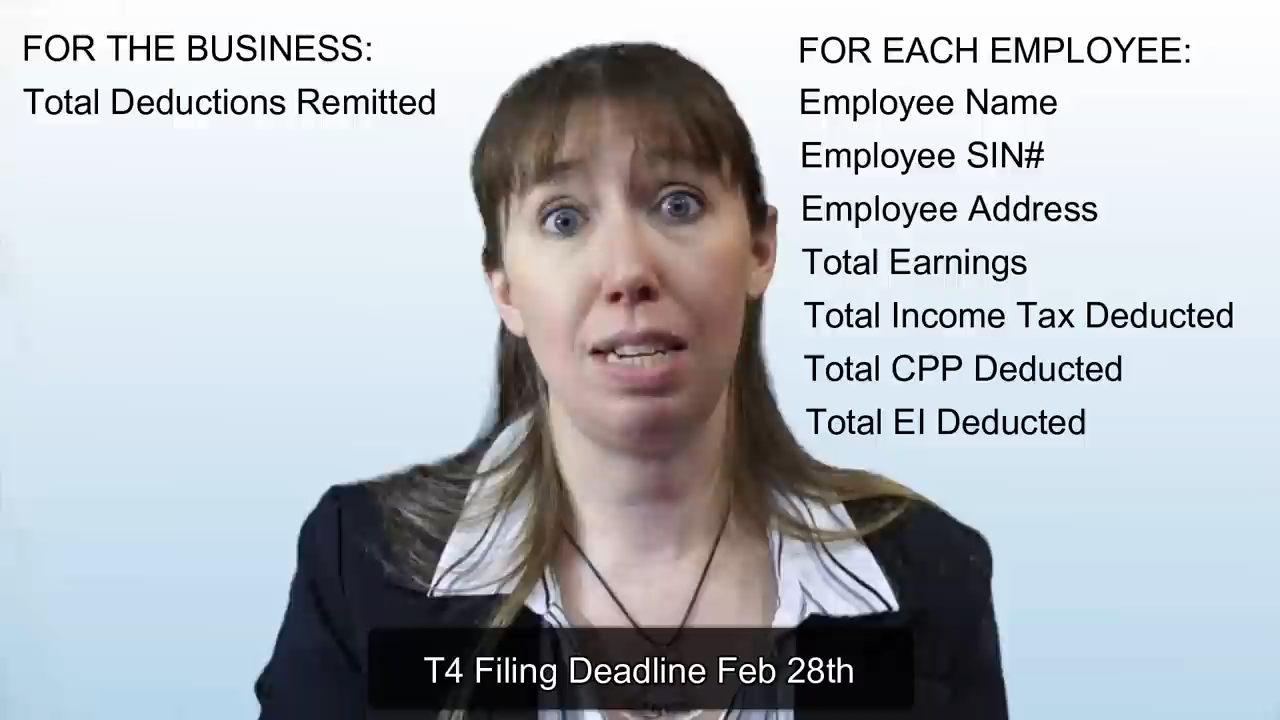 FOR THE BUSINESS:
Total Deductions Remitted
FOR EACH EMPLOYEE:
Employee Name
Employee SIN#
Employee Address
Total Earnings
Total Income Tax Deducted
Total CPP Deducted
Total EI Deducted
T4 Filing Deadline Feb 28th